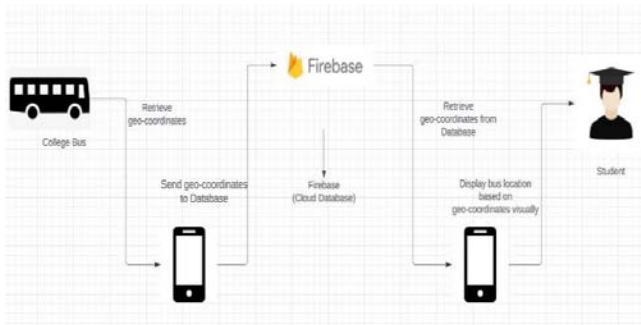 Firebase
College Bus
Retrieve
geo-coordinates
Send geo-coordinates
to Database
Firebase
(Cloud Database)
Retrieve
geo-coordinates from
Database
Display bus location
based on
geo-coordinates visually
Student